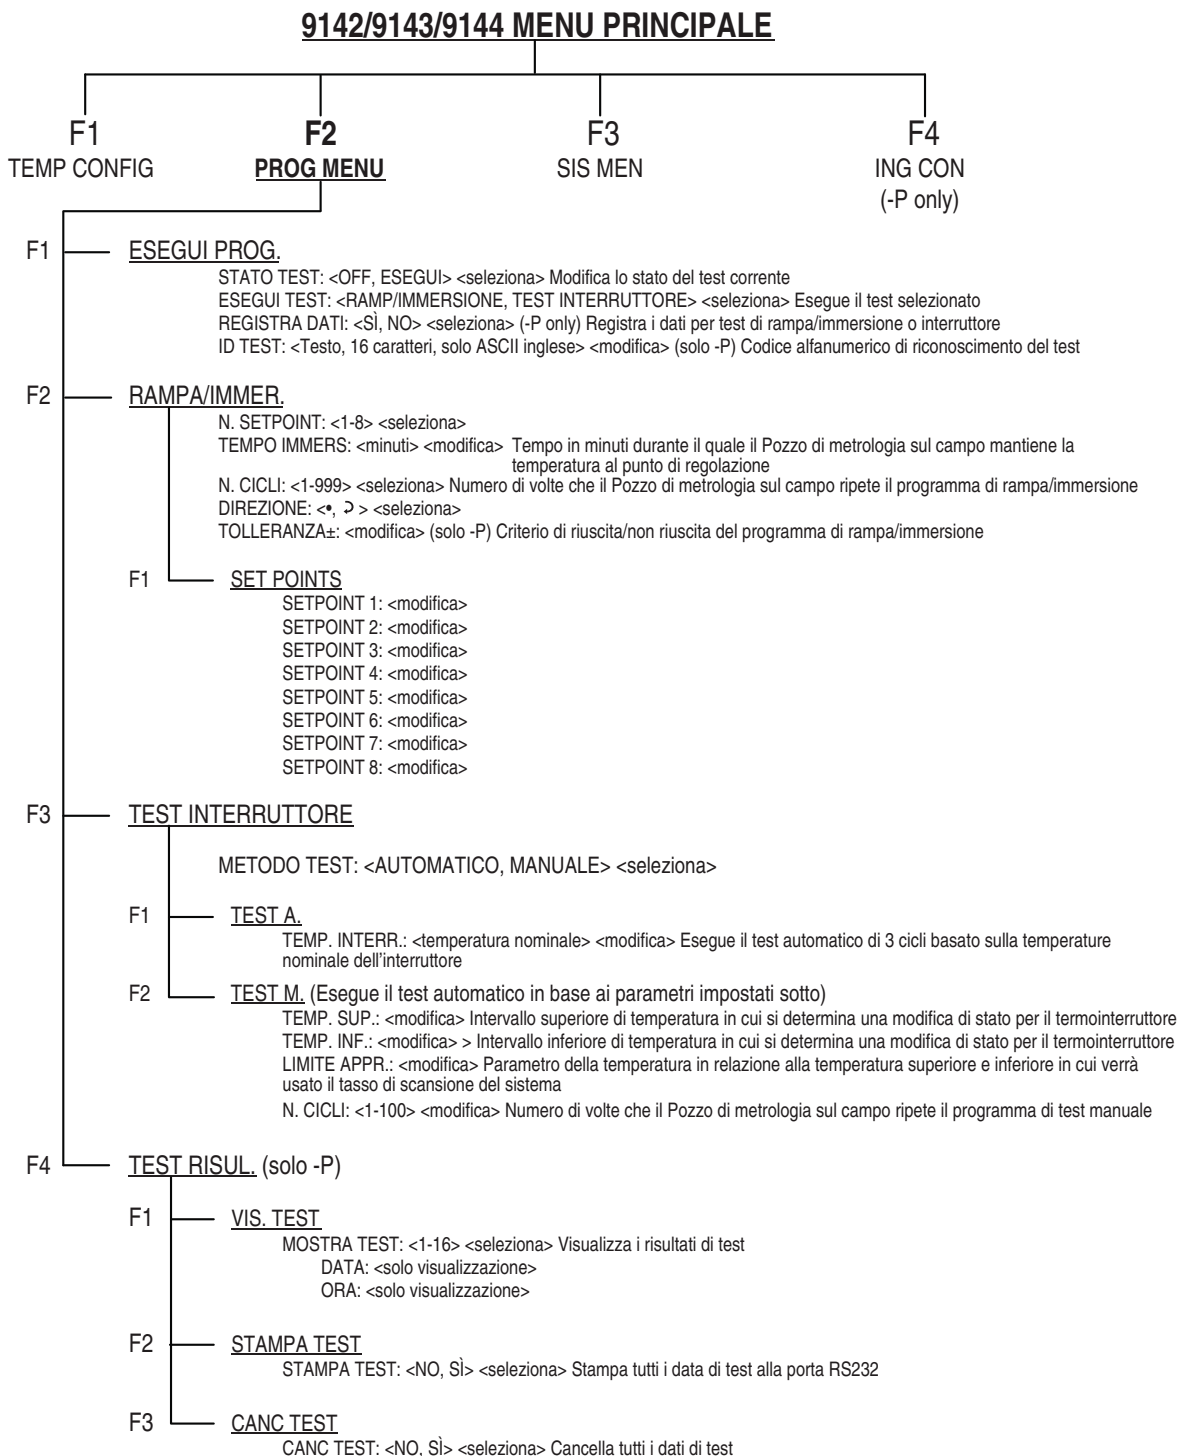 9142/9143/9144 MENU PRINCIPALE
F1 F2 F3 F4
TEMP CONFIG PROG MENU SIS MEN ING CON
(-P only)
F1 ESEGUI PROG.
STATO TEST: <OFF, ESEGUI> <seleziona> Modifica lo stato del test corrente
ESEGUI TEST: <RAMP/IMMERSIONE, TEST INTERRUTTORE> <seleziona> Esegue il test selezionato
REGISTRA DATI: <SÌ, NO> <seleziona> (-P only) Registra i dati per test di rampa/immersione o interruttore
ID TEST: <Testo, 16 caratteri, solo ASCII inglese> <modifica> (solo -P) Codice alfanumerico di riconoscimento del test
F2 RAMPA/IMMER.
N. SETPOINT: <1-8> <seleziona>
TEMPO IMMERS: <minuti> <modifica> Tempo in minuti durante il quale il Pozzo di metrologia sul campo mantiene la
temperatura al punto di regolazione
N. CICLI: <1-999> <seleziona> Numero di volte che il Pozzo di metrologia sul campo ripete il programma di rampa/immersione
DIREZIONE: <•, ⊋ > <seleziona>
TOLLERANZA±: <modifica> (solo -P) Criterio di riuscita/non riuscita del programma di rampa/immersione
F1 SET POINTS
SETPOINT 1: <modifica>
SETPOINT 2: <modifica>
SETPOINT 3: <modifica>
SETPOINT 4: <modifica>
SETPOINT 5: <modifica>
SETPOINT 6: <modifica>
SETPOINT 7: <modifica>
SETPOINT 8: <modifica>
F3 TEST INTERRUTTORE
METODO TEST: <AUTOMATICO, MANUALE> <seleziona>
F1 TEST A.
TEMP. INTERR.: <temperatura nominale> <modifica> Esegue il test automatico di 3 cicli basato sulla temperature
nominale dell'interruttore
F2 TEST M. (Esegue il test automatico in base ai parametri impostati sotto)
TEMP. SUP.: <modifica> Intervallo superiore di temperatura in cui si determina una modifica di stato per il termointerruttore
TEMP. INF.: <modifica> > Intervallo inferiore di temperatura in cui si determina una modifica di stato per il termointerruttore
LIMITE APPR.: <modifica> Parametro della temperatura in relazione alla temperatura superiore e inferiore in cui verrà
usato il tasso di scansione del sistema
N. CICLI: <1-100> <modifica> Numero di volte che il Pozzo di metrologia sul campo ripete il programma di test manuale
F4 TEST RISUL. (solo -P)
F1 VIS. TEST
MOSTRA TEST: <1-16> <seleziona> Visualizza i risultati di test
DATA: <solo visualizzazione>
ORA: <solo visualizzazione>
F2 STAMPA TEST
STAMPA TEST: <NO, SÌ> <seleziona> Stampa tutti i data di test alla porta RS232
F3 CANC TEST
CANC TEST: <NO, SÌ> <seleziona> Cancella tutti i dati di test